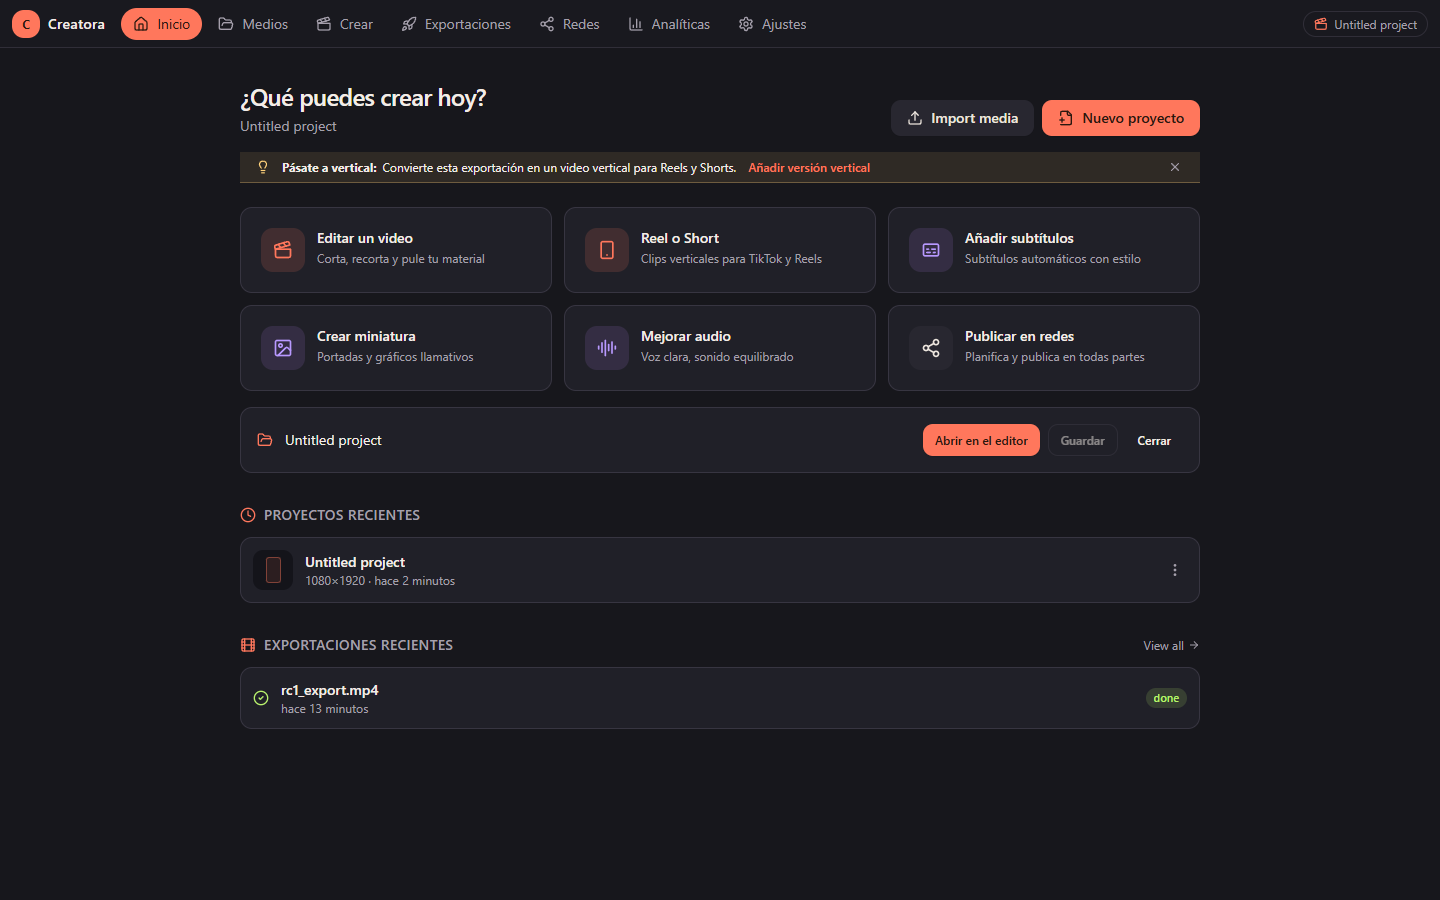 C Creatora Inicio Medios Crear Exportaciones Redes Analíticas Ajustes Untitled project
¿Qué puedes crear hoy?
Untitled project
Import media Nuevo proyecto
Pásate a vertical: Convierte esta exportación en un video vertical para Reels y Shorts. Añadir versión vertical
Editar un video
Corta, recorta y pule tu material
Reel o Short
Clips verticales para TikTok y Reels
Añadir subtítulos
Subtítulos automáticos con estilo
Crear miniatura
Portadas y gráficos llamativos
Mejorar audio
Voz clara, sonido equilibrado
Publicar en redes
Planifica y publica en todas partes
Untitled project Abrir en el editor Guardar Cerrar
PROYECTOS RECIENTES
Untitled project
1080×1920 · hace 2 minutos
EXPORTACIONES RECIENTES View all
rc1_export.mp4
hace 13 minutos
done